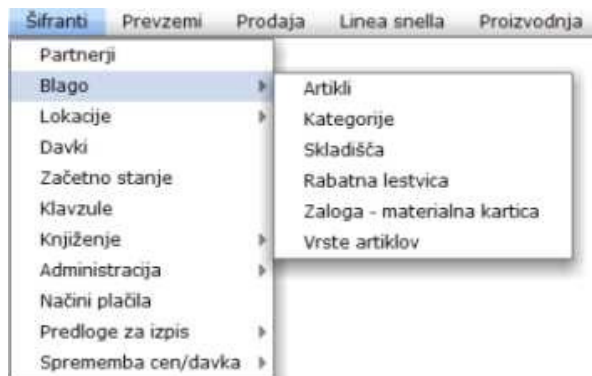 Šifranti Prevzemi Prodaja Linea snella Proizvodnja
Partnerji
Blago
Lokacije
Davki
Začetno stanje
Klavzule
Knjiženje
Administracija
Načini plačila
Predloge za izpis
Sprememba cen/davka
Artikli
Kategorije
Skladišča
Rabatna lestvica
Zaloga - materialna kartica
Vrste artiklov